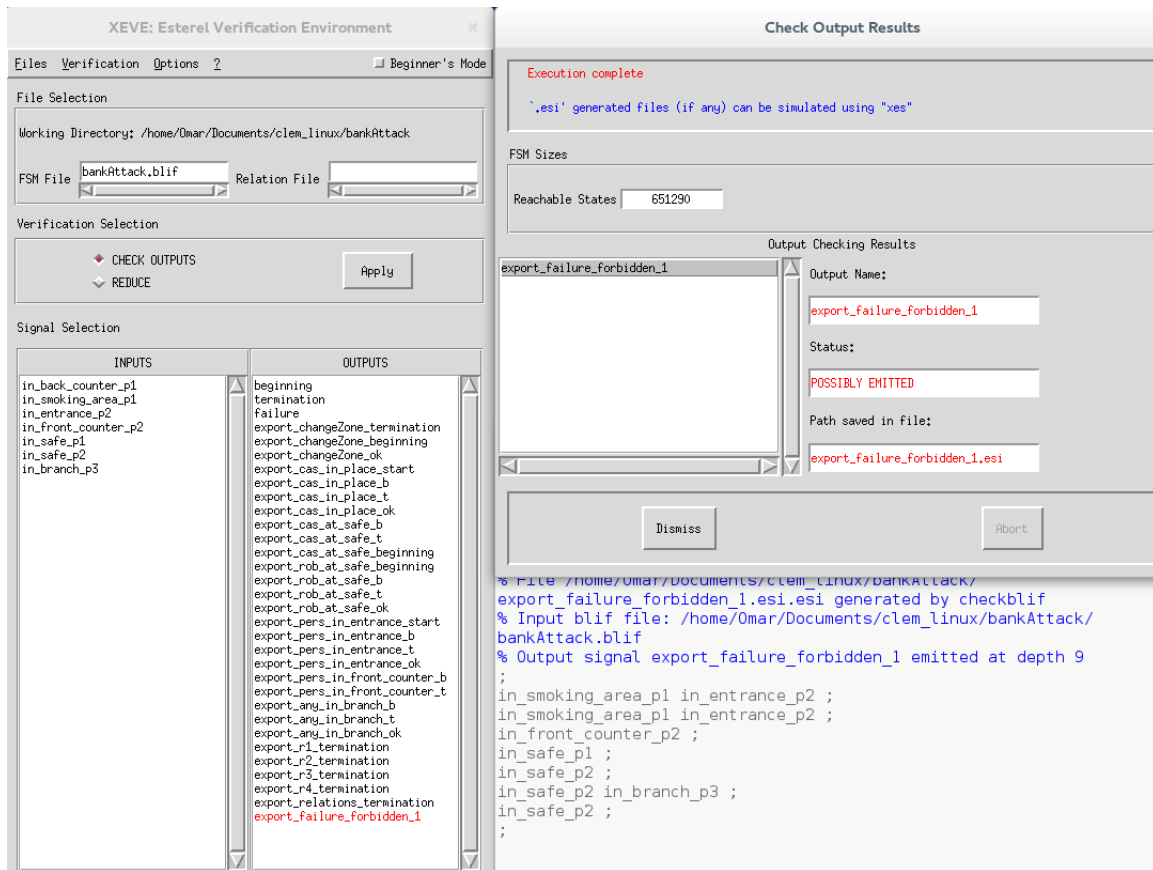 XEVE: Esterel Verification Environment
Files Verification Options ? Beginner's Mode
File Selection
Working Directory: /home/Omar/Documents/clem_linux/bankAttack
FSM File bankAttack.blif Relation File
Verification Selection
CHECK OUTPUTS
REDUCE
Apply
Signal Selection
INPUTS
in_back_counter_p1
in_smoking_area_p1
in_entrance_p2
in_front_counter_p2
in_safe_p1
in_safe_p2
in_branch_p3
OUTPUTS
beginning
termination
failure
export_changeZone_termination
export_changeZone_beginning
export_changeZone_ok
export_cas_in_place_start
export_cas_in_place_b
export_cas_in_place_t
export_cas_in_place_ok
export_cas_at_safe_b
export_cas_at_safe_t
export_cas_at_safe_beginning
export_rob_at_safe_beginning
export_rob_at_safe_b
export_rob_at_safe_t
export_rob_at_safe_ok
export_pers_in_entrance_start
export_pers_in_entrance_b
export_pers_in_entrance_t
export_pers_in_entrance_ok
export_pers_in_front_counter_b
export_pers_in_front_counter_t
export_any_in_branch_b
export_any_in_branch_t
export_any_in_branch_ok
export_r1_termination
export_r2_termination
export_r3_termination
export_r4_termination
export_relations_termination
export_failure_forbidden_1
Check Output Results
Execution complete
`.esi' generated files (if any) can be simulated using "xes"
FSM Sizes
Reachable States 651290
Output Checking Results
export_failure_forbidden_1
Output Name:
export_failure_forbidden_1
Status:
POSSIBLY EMITTED
Path saved in file:
export_failure_forbidden_1.esi
Dismiss
Abort
% File /home/Omar/Documents/clem_linux/bankAttack/
export_failure_forbidden_1.esi.esi generated by checkblif
% Input blif file: /home/Omar/Documents/clem_linux/bankAttack/
bankAttack.blif
% Output signal export_failure_forbidden_1 emitted at depth 9
;
in_smoking_area_p1 in_entrance_p2 ;
in_smoking_area_p1 in_entrance_p2 ;
in_front_counter_p2 ;
in_safe_p1 ;
in_safe_p2 ;
in_safe_p2 in_branch_p3 ;
in_safe_p2 ;
;